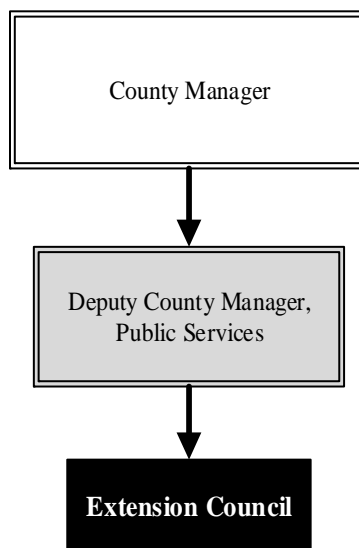 County Manager
Deputy County Manager,
Public Services
Extension Council